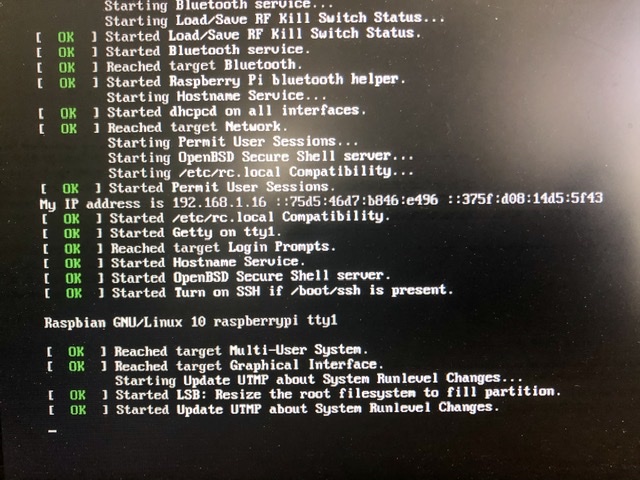 Starting Bluetooth service...
Starting Load/Save RF Kill Switch Status...
[ OK ] Started Load/Save RF Kill Switch Status.
[ OK ] Started Bluetooth service.
[ OK ] Reached target Bluetooth.
[ OK ] Started Raspberry Pi bluetooth helper.
Starting Hostname Service...
[ OK ] Started dhcpcd on all interfaces.
[ OK ] Reached target Network.
Starting Permit User Sessions...
Starting OpenBSD Secure Shell server...
Starting /etc/rc.local Compatibility...
[ OK ] Started Permit User Sessions.
My IP address is 192.168.1.16 ::75d5:46d7:b846:e496 ::375f:d08:14d5:5f43
[ OK ] Started /etc/rc.local Compatibility.
[ OK ] Started Getty on tty1.
[ OK ] Reached target Login Prompts.
[ OK ] Started Hostname Service.
[ OK ] Started OpenBSD Secure Shell server.
[ OK ] Started Turn on SSH if /boot/ssh is present.
Raspbian GNU/Linux 10 raspberrypi tty1
[ OK ] Reached target Multi-User System.
[ OK ] Reached target Graphical Interface.
Starting Update UTMP about System Runlevel Changes...
[ OK ] Started LSB: Resize the root filesystem to fill partition.
[ OK ] Started Update UTMP about System Runlevel Changes.
_